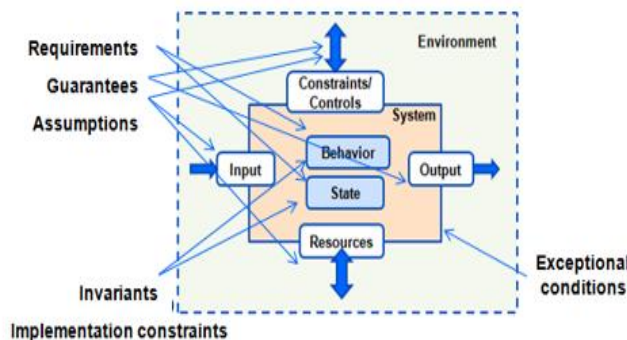 Requirements
Guarantees
Assumptions
Environment
Constraints/
Controls
System
Behavior
Input
Output
State
Resources
Exceptional
conditions
Invariants
Implementation constraints